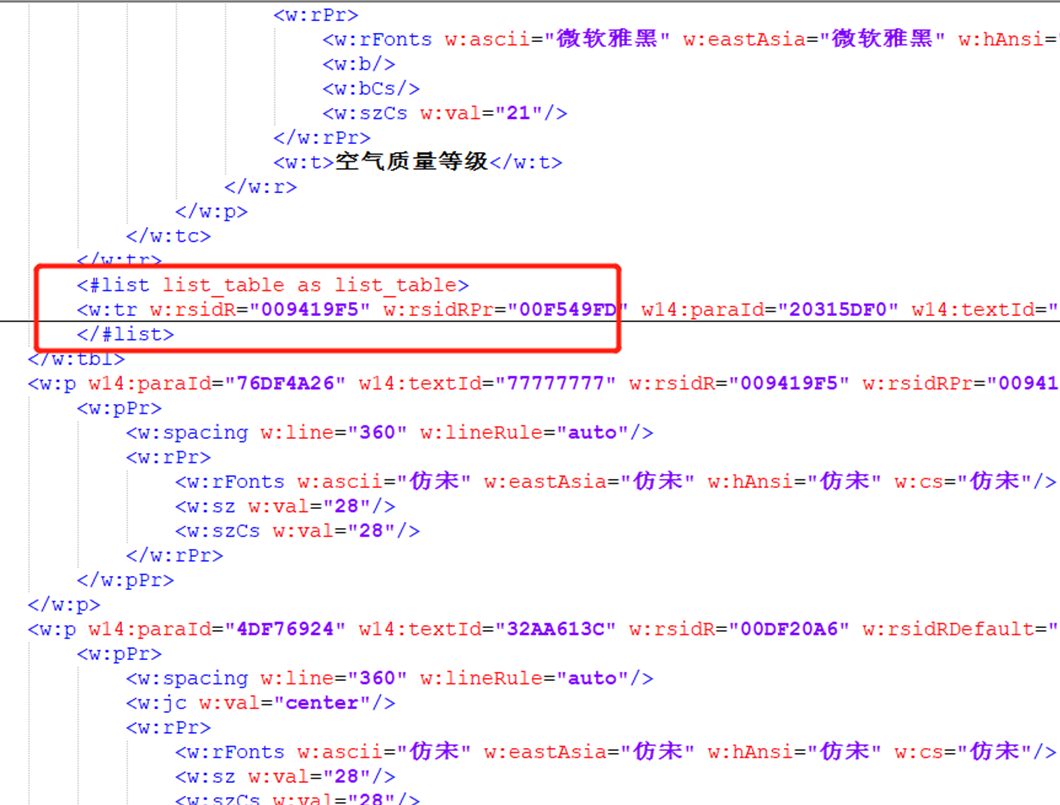 <w:rPr>
<w:rFonts w:ascii="微软雅黑" w:eastAsia="微软雅黑" w:hAnsi=
<w:b/>
<w:bCs/>
<w:szCs w:val="21"/>
</w:rPr>
<w:t>空气质量等级</w:t>
</w:r>
</w:p>
</w:tc>
</w:tr>
<#list list_table as list_table>
<w:tr w:rsidR="009419F5" w:rsidRPr="00F549FD" w14:paraId="20315DF0" w14:textId="
</#list>
</w:tbl>
<w:p w14:paraId="76DF4A26" w14:textId="77777777" w:rsidR="009419F5" w:rsidRPr="00941
<w:pPr>
<w:spacing w:line="360" w:lineRule="auto"/>
<w:rPr>
<w:rFonts w:ascii="仿宋" w:eastAsia="仿宋" w:hAnsi="仿宋" w:cs="仿宋"/>
<w:sz w:val="28"/>
<w:szCs w:val="28"/>
</w:rPr>
</w:pPr>
</w:p>
<w:p w14:paraId="4DF76924" w14:textId="32AA613C" w:rsidR="00DF20A6" w:rsidRDefault="
<w:pPr>
<w:spacing w:line="360" w:lineRule="auto"/>
<w:jc w:val="center"/>
<w:rPr>
<w:rFonts w:ascii="仿宋" w:eastAsia="仿宋" w:hAnsi="仿宋" w:cs="仿宋"/>
<w:sz w:val="28"/>
<w:szCs w:val="28"/>